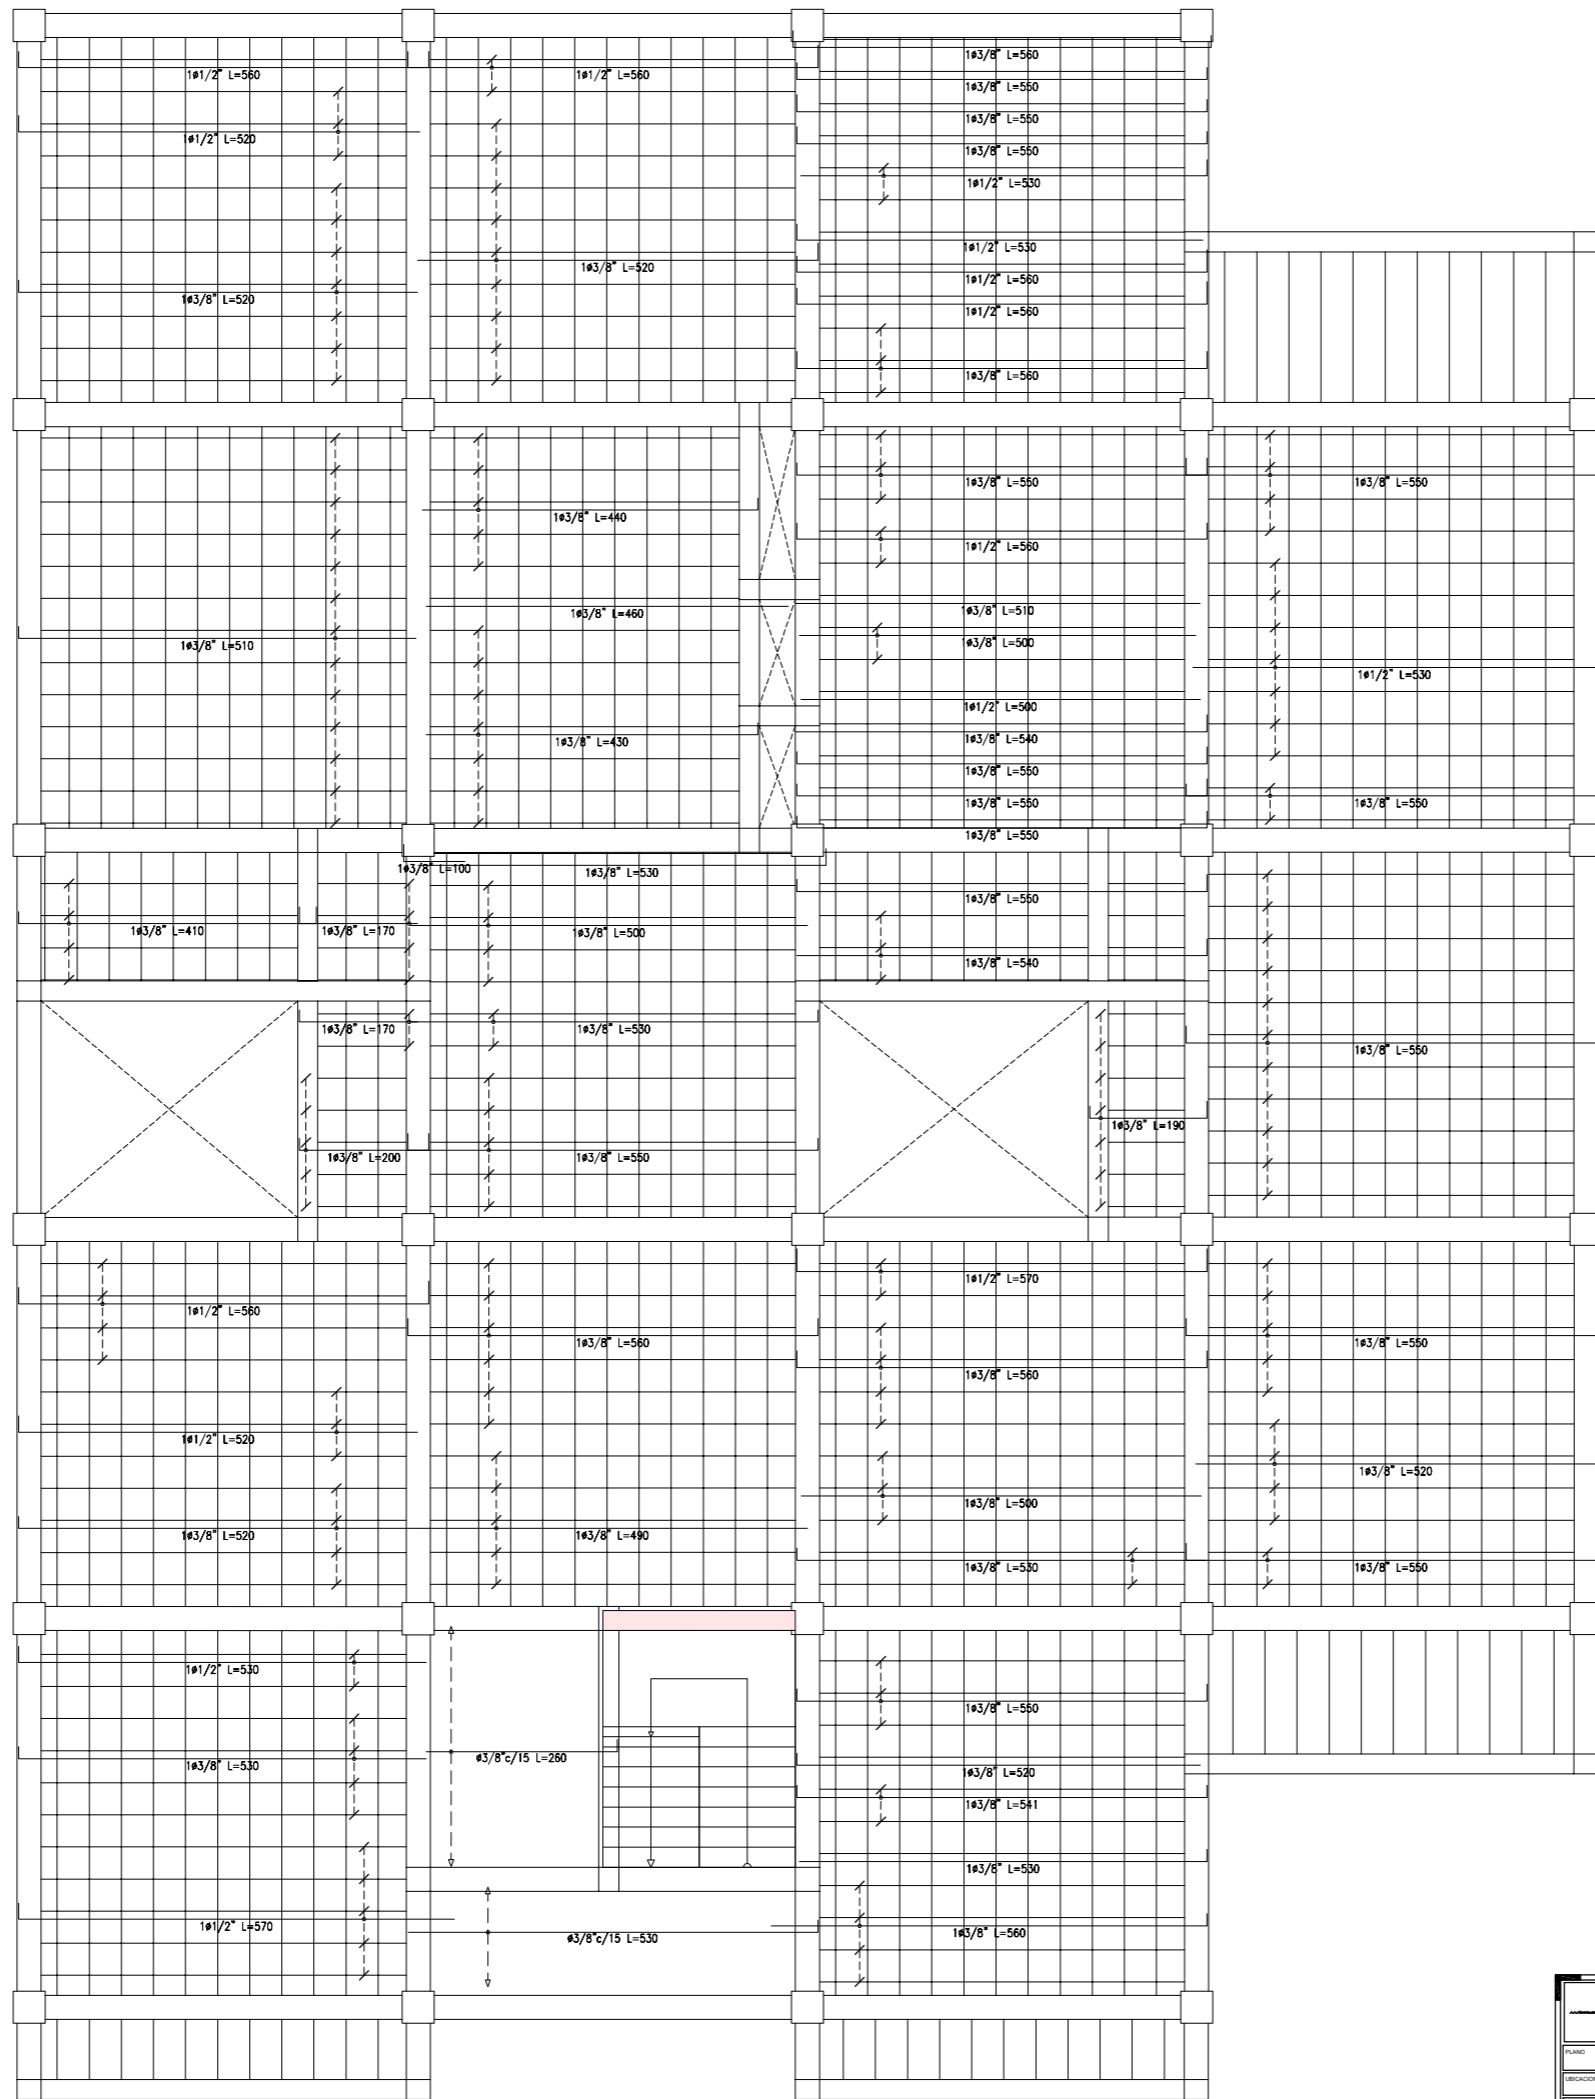 1ø3/8" L=560
1ø1/2" L=560
1ø1/2" L=560
1ø3/8" L=550
1ø3/8" L=550
1ø1/2" L=520
1ø3/8" L=550
1ø1/2" L=530
1ø1/2" L=530
1ø3/8" L=520
1ø1/2" L=560
1ø3/8" L=520
1ø1/2" L=560
1ø3/8" L=560
1ø3/8" L=550
1ø3/8" L=550
1ø3/8" L=440
1ø1/2" L=560
1ø3/8" L=460
1ø3/8" L=510
1ø3/8" L=510
1ø3/8" L=500
1ø1/2" L=530
1ø1/2" L=500
1ø3/8" L=430
1ø3/8" L=540
1ø3/8" L=550
1ø3/8" L=550
1ø3/8" L=550
1ø3/8" L=550
1ø3/8" L=100
1ø3/8" L=530
1ø3/8" L=550
1ø3/8" L=410
1ø3/8" L=170
1ø3/8" L=500
1ø3/8" L=540
1ø3/8" L=170
1ø3/8" L=530
1ø3/8" L=550
1ø3/8" L=190
1ø3/8" L=200
1ø3/8" L=550
1ø1/2" L=570
1ø1/2" L=560
1ø3/8" L=560
1ø3/8" L=550
1ø3/8" L=560
1ø1/2" L=520
1ø3/8" L=520
1ø3/8" L=500
1ø3/8" L=520
1ø3/8" L=490
1ø3/8" L=530
1ø3/8" L=550
1ø1/2" L=530
1ø3/8" L=550
1ø3/8" L=530
ø3/8"c/15 L=260
1ø3/8" L=520
1ø3/8" L=541
1ø3/8" L=530
1ø1/2" L=570
ø3/8"c/15 L=530
1ø3/8" L=560
PLANO